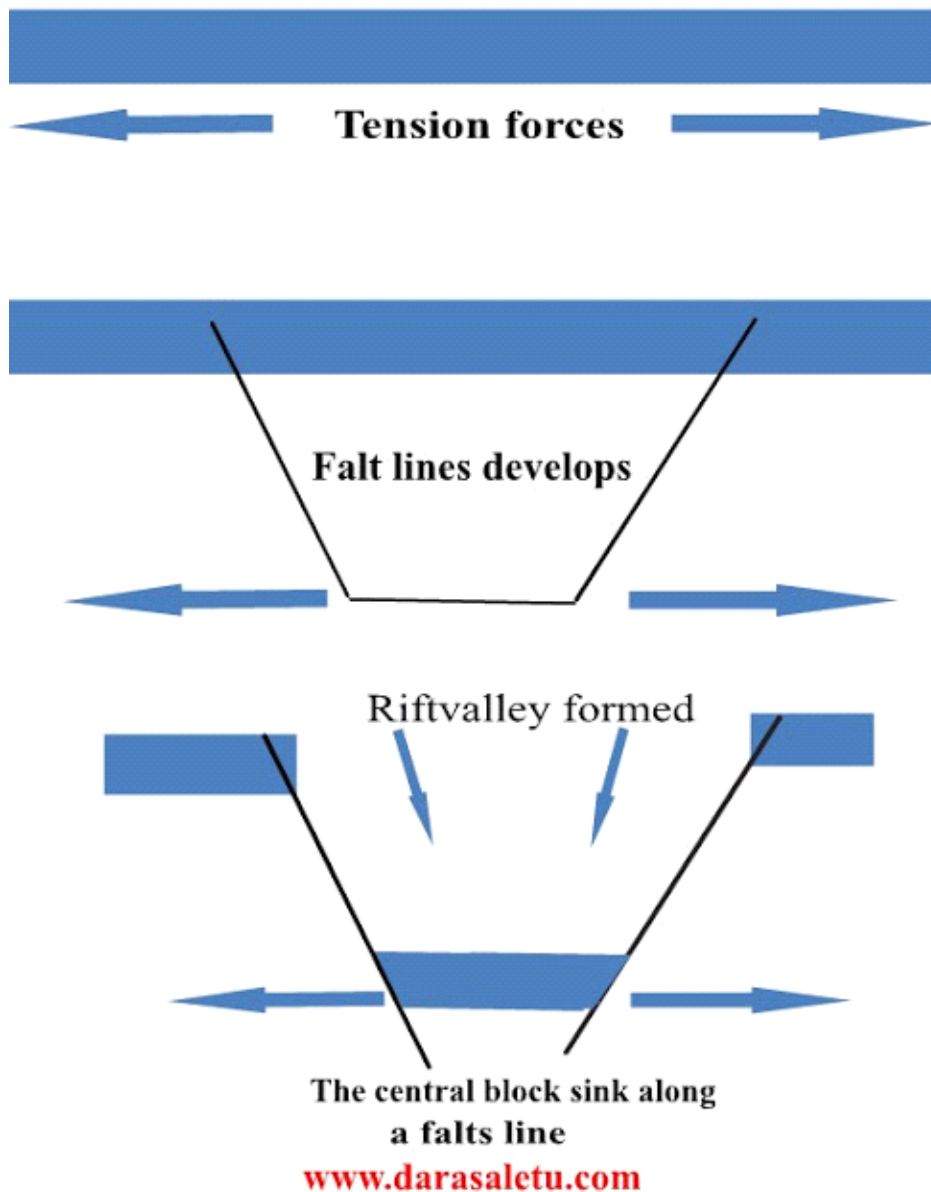 Tension forces
Falt lines develops
Riftvalley formed
The central block sink along
a falts line
www.darasaletu.com